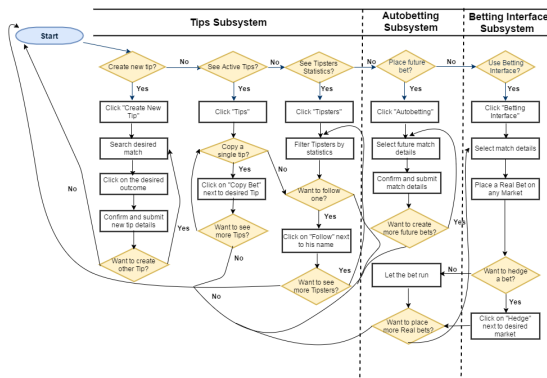 Tips Subsystem
Autobetting
Subsystem
Betting Interface
Subsystem
Start
Create new tip?
No
See Active Tips?
No
See Tipsters
Statistics?
No
Place future
bet?
No
Use Betting
Interface?
Yes
Yes
Yes
Yes
Yes
Click "Create New
Tip"
Click "Tips"
Click "Tipsters"
Click "Autobetting"
Click "Betting
Interface"
Search desired
match
Copy a
single tip?
Filter Tipsters by
statistics
Select future match
details
Select match details
No
Yes
No
Click on the desired
outcome
Click on "Copy Bet"
next to desired Tip
Want to follow
one?
Confirm and submit
match details
Place a Real Bet on
any Market
Yes
Confirm and submit
new tip details
Yes
Want to see
more Tips?
Click on "Follow" next
to his name
Want to create
more future bets?
Yes
Want to create
other Tip?
No
Yes
Let the bet run
No
Want to hedge
a bet?
Want to see
more Tipsters?
No
No
Yes
Want to place
more Real bets?
Click on "Hedge"
next to desired
market